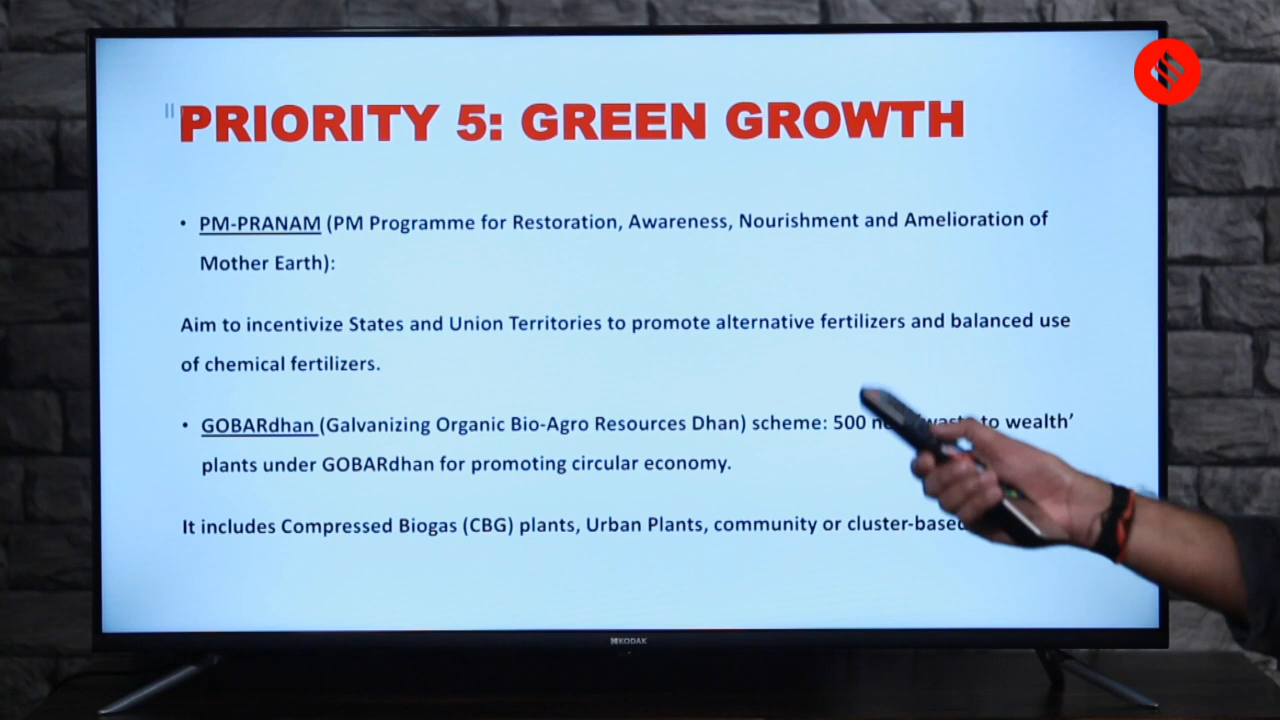 PRIORITY 5: GREEN GROWTH
• PM-PRANAM (PM Programme for Restoration, Awareness, Nourishment and Amelioration of
Mother Earth):
Aim to incentivize States and Union Territories to promote alternative fertilizers and balanced use
of chemical fertilizers.
• GOBARdhan (Galvanizing Organic Bio-Agro Resources Dhan) scheme: 500 to wealth’
plants under GOBARdhan for promoting circular economy.
It includes Compressed Biogas (CBG) plants, Urban Plants, community or cluster-based
KODAK